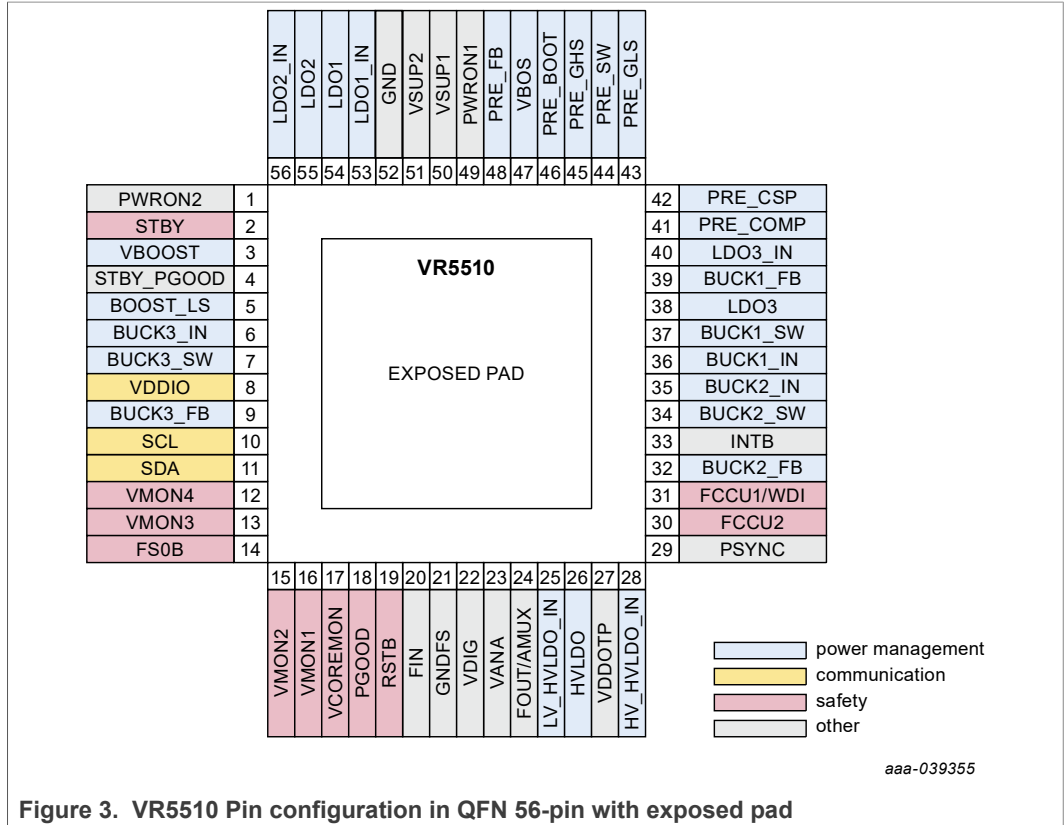 LDO2_IN
LDO2
LDO1
LDO1_IN
GND
VSUP2
VSUP1
PWRON1
PRE_FB
VBOS
PRE_BOOT
PRE_GHS
PRE_SW
PRE_GLS
56 55 54 53 52 51 50 49 48 47 46 45 44 43
PWRON2 1
STBY 2
VBOOST 3
STBY_PGOOD 4
BOOST_LS 5
BUCK3_IN 6
BUCK3_SW 7
VDDIO 8
BUCK3_FB 9
SCL 10
SDA 11
VMON4 12
VMON3 13
FS0B 14
VR5510
EXPOSED PAD
42 PRE_CSP
41 PRE_COMP
40 LDO3_IN
39 BUCK1_FB
38 LDO3
37 BUCK1_SW
36 BUCK1_IN
35 BUCK2_IN
34 BUCK2_SW
33 INTB
32 BUCK2_FB
31 FCCU1/WDI
30 FCCU2
29 PSYNC
15 16 17 18 19 20 21 22 23 24 25 26 27 28
VMON2
VMON1
VCOREMON
PGOOD
RSTB
FIN
GNDFS
VDIG
VANA
FOUT/AMUX
LV_HVLDO_IN
HVLDO
VDDOTP
HV_HVLDO_IN
power management
communication
safety
other
aaa-039355
Figure 3. VR5510 Pin configuration in QFN 56-pin with exposed pad